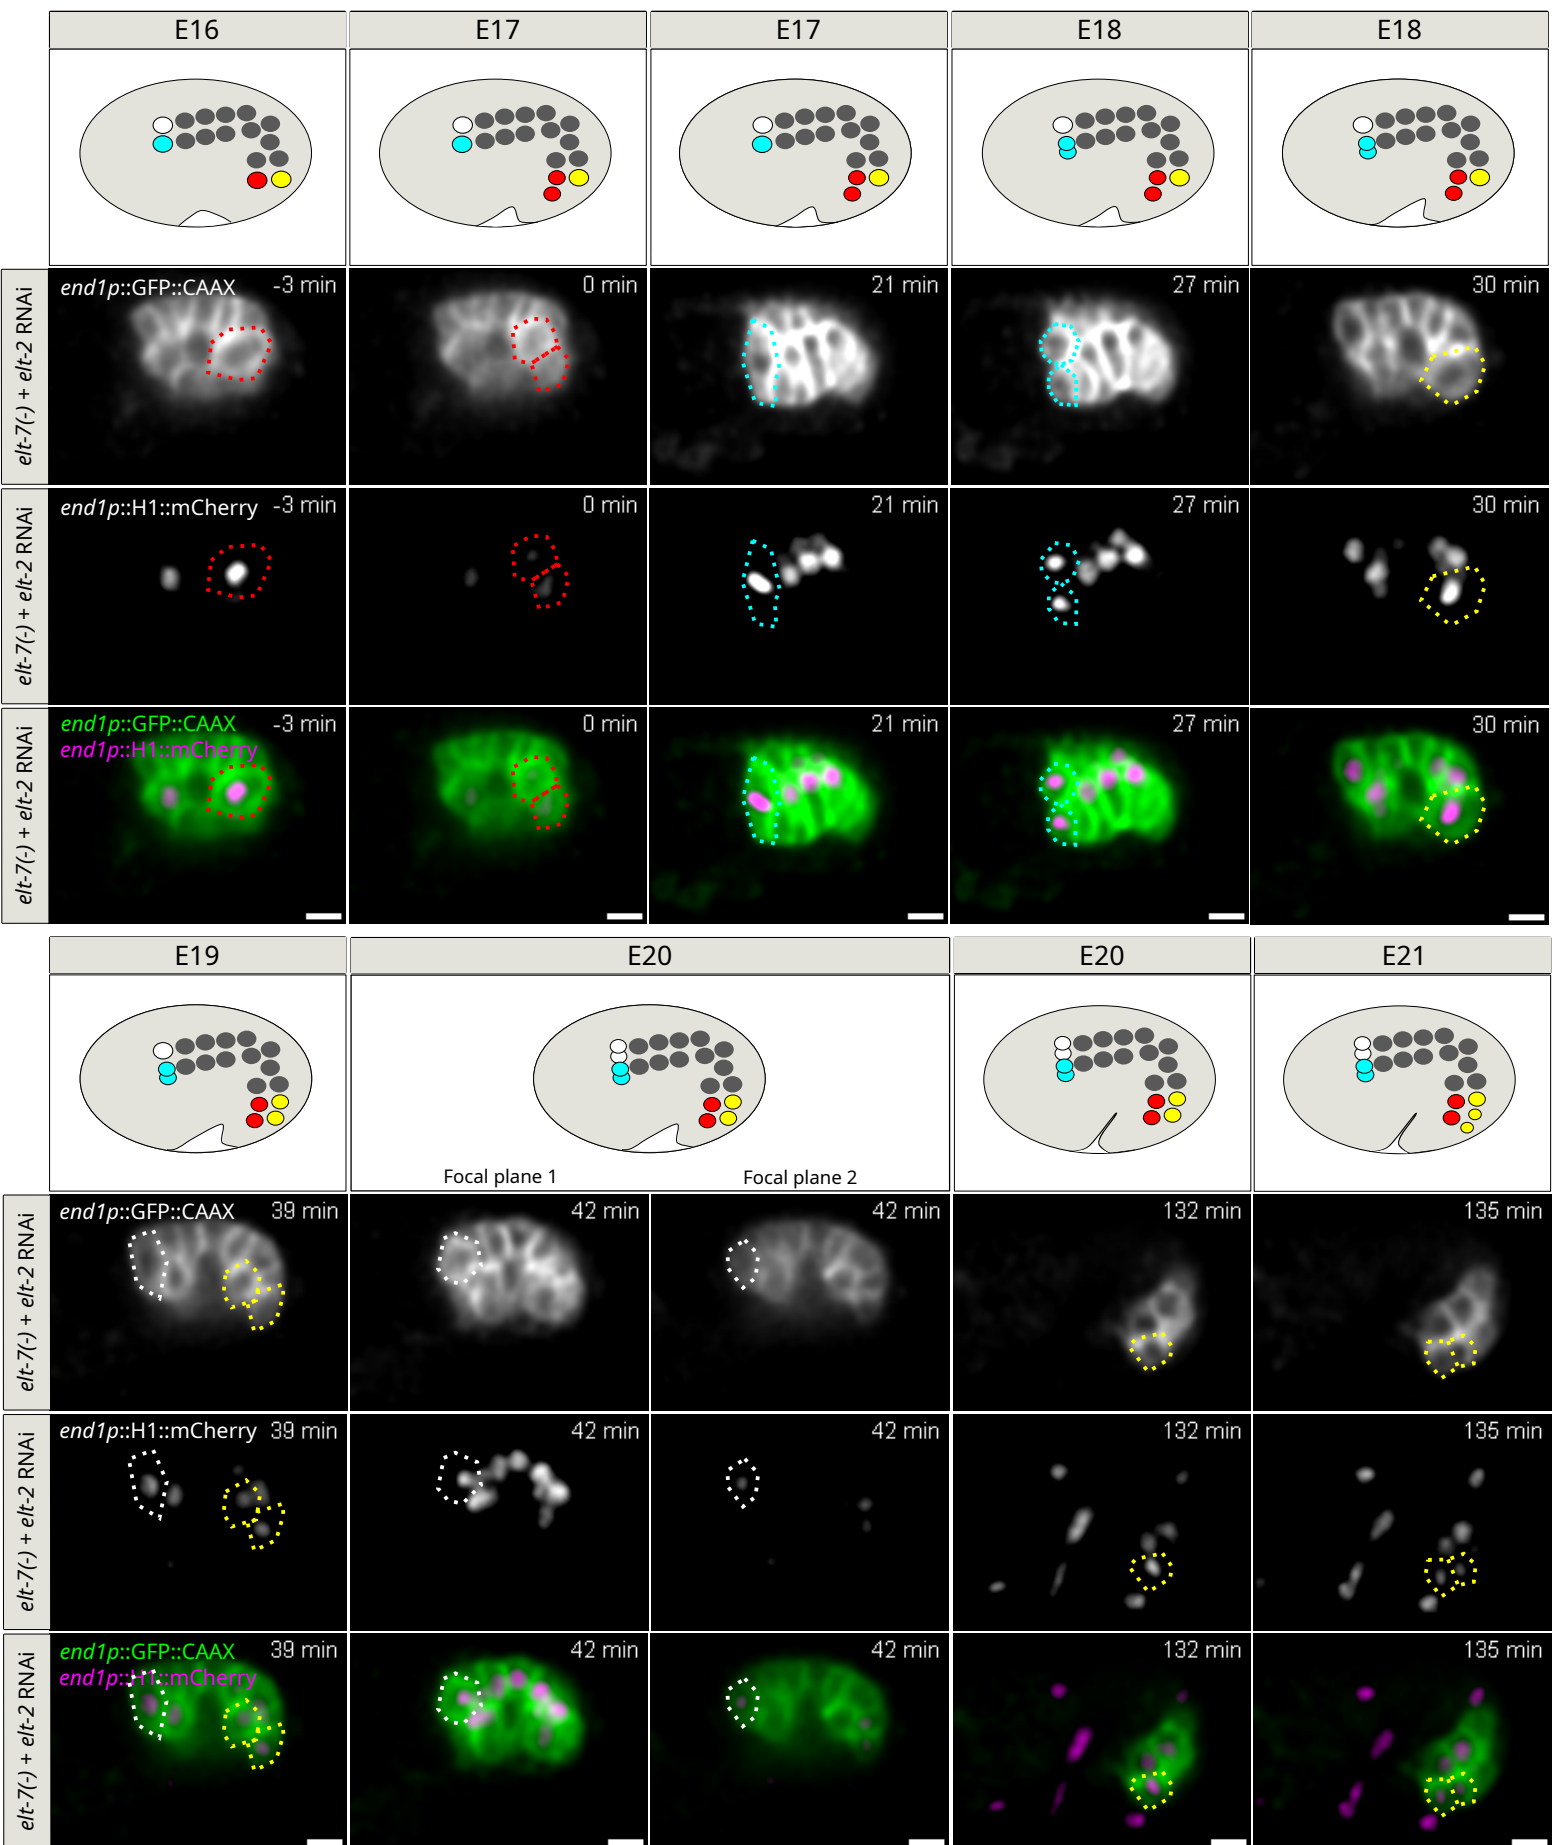 E16 E17 E17 E18 E18
elt-7(-) + elt-2 RNAi
end1p::GFP::CAAX -3 min 0 min 21 min 27 min 30 min
elt-7(-) + elt-2 RNAi
end1p::H1::mCherry -3 min 0 min 21 min 27 min 30 min
elt-7(-) + elt-2 RNAi
end1p::GFP::CAAX -3 min 0 min 21 min 27 min 30 min
end1p::H1::mCherry
E19 E20 E20 E21
Focal plane 1 Focal plane 2
elt-7(-) + elt-2 RNAi
end1p::GFP::CAAX 39 min 42 min 42 min 132 min 135 min
elt-7(-) + elt-2 RNAi
end1p::H1::mCherry 39 min 42 min 42 min 132 min 135 min
elt-7(-) + elt-2 RNAi
end1p::GFP::CAAX 39 min 42 min 42 min 132 min 135 min
end1p::H1::mCherry